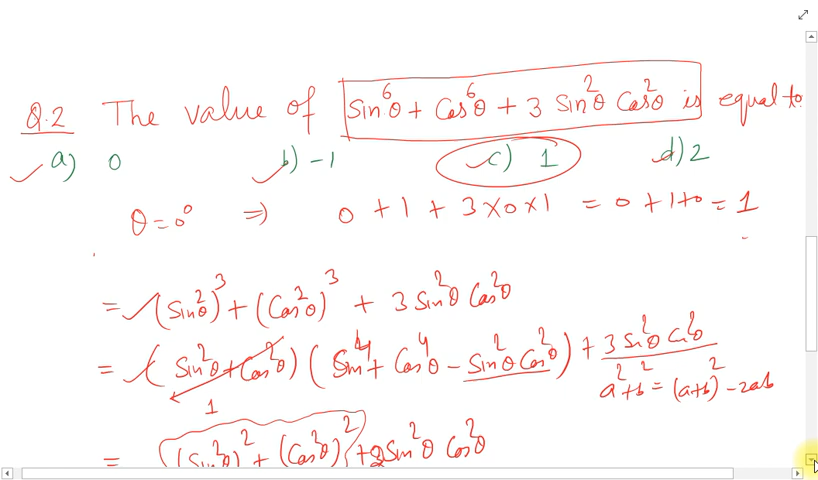 Q.2 The value of Sin⁶θ + Cos⁶θ + 3 Sin²θ Cos²θ is equal to
a) 0 b) -1 c) 1 d) 2
θ = 0° ⇒ 0 + 1 + 3×0×1 = 0 + 1 + 0 = 1
= (Sin²θ)³ + (Cos²θ)³ + 3 Sin²θ Cos²θ
= (Sin²θ + Cos²θ) (Sin⁴ + Cos⁴θ - Sin²θ Cos²θ) + 3 Sin²θ Cos²θ
1
a² + b² = (a+b)² - 2ab
= (Sin²θ)² + (Cos²θ)² + 2 Sin²θ Cos²θ